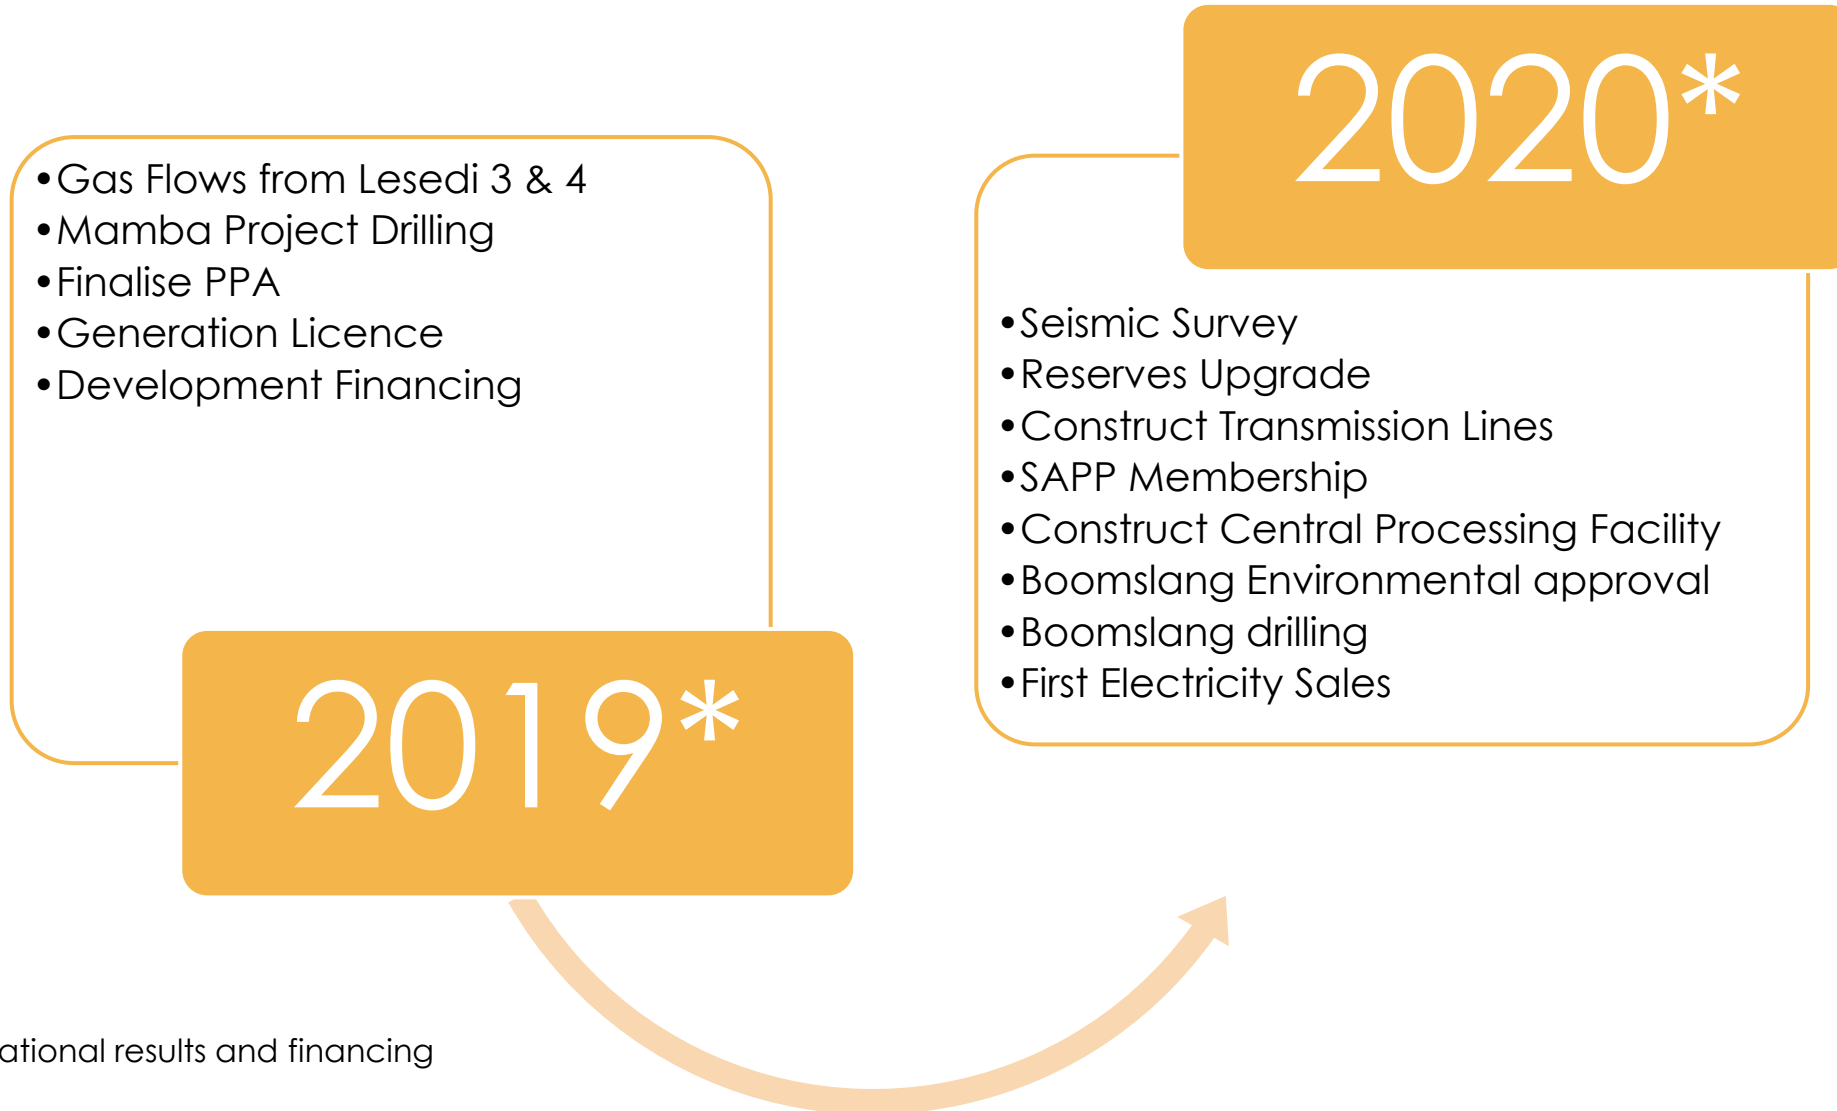 •Gas Flows from Lesedi 3 & 4
•Mamba Project Drilling
•Finalise PPA
•Generation Licence
•Development Financing
2019*
2020*
•Seismic Survey
•Reserves Upgrade
•Construct Transmission Lines
•SAPP Membership
•Construct Central Processing Facility
•Boomslang Environmental approval
•Boomslang drilling
•First Electricity Sales
results and financing